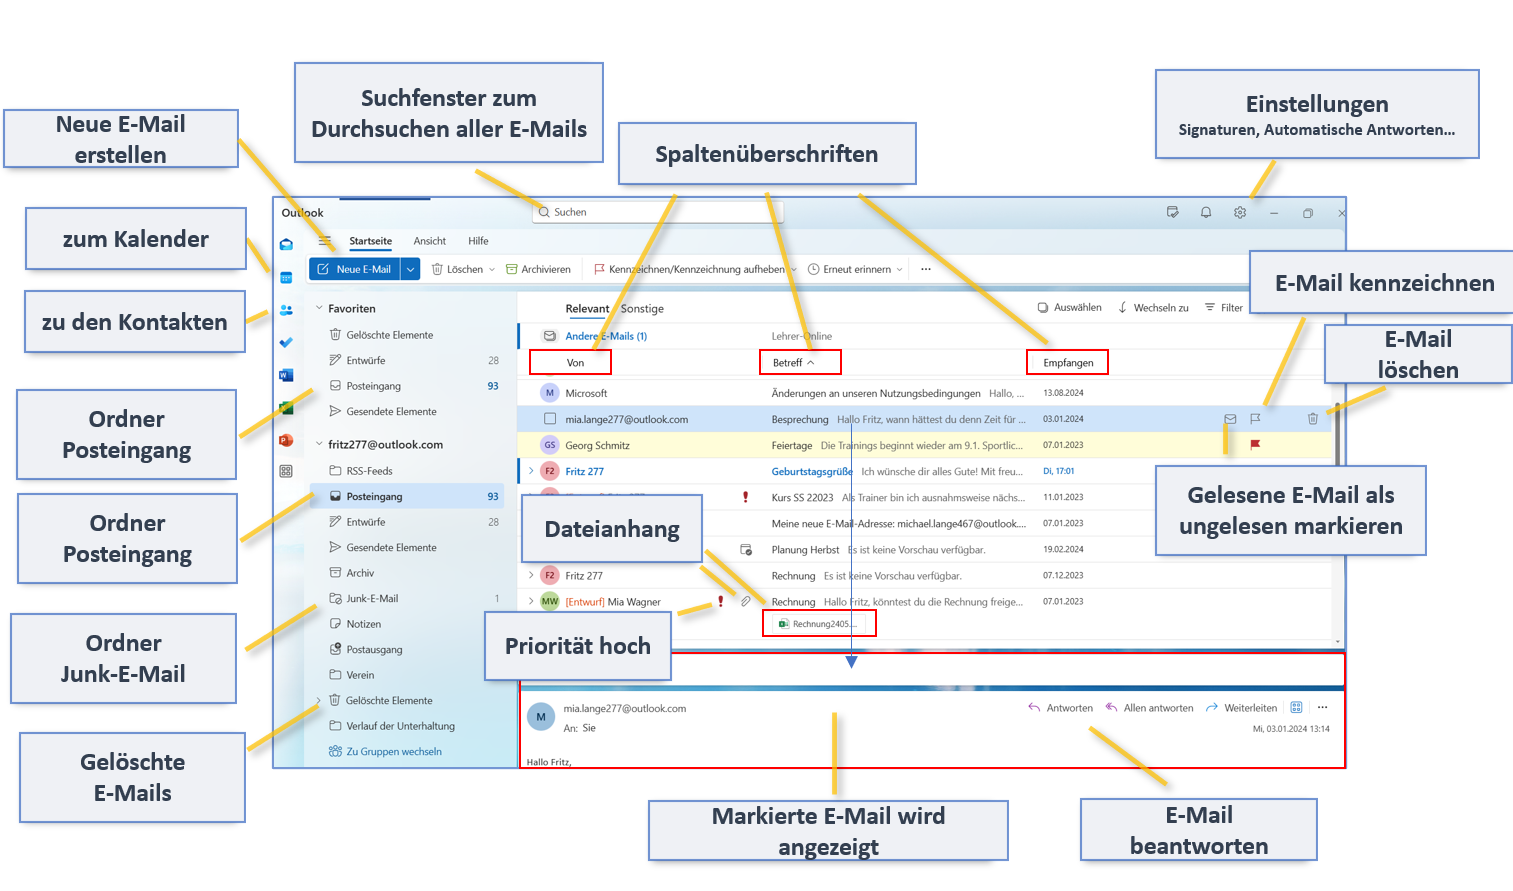 Suchfenster zum
Durchsuchen aller E-Mails
Einstellungen
Signaturen, Automatische Antworten...
Neue E-Mail
erstellen
Spaltenüberschriften
zum Kalender
zu den Kontakten
Ordner
Posteingang
Ordner
Posteingang
Ordner
Junk-E-Mail
Gelöschte
E-Mails
E-Mail kennzeichnen
E-Mail
löschen
Gelesene E-Mail als
ungelesen markieren
Dateianhang
Priorität hoch
Markierte E-Mail wird
angezeigt
E-Mail
beantworten
Outlook
Suchen
Startseite Ansicht Hilfe
Neue E-Mail Löschen Archivieren Kennzeichnen/Kennzeichnung aufheben Erneut erinnern ...
Favoriten
Gelöschte Elemente
Entwürfe 28
Posteingang 93
Gesendete Elemente
fritz277@outlook.com
RSS-Feeds
Posteingang 93
Entwürfe 28
Gesendete Elemente
Archiv
Junk-E-Mail 1
Notizen
Postausgang
Verein
Gelöschte Elemente
Verlauf der Unterhaltung
Zu Gruppen wechseln
Relevant Sonstige Auswählen Wechseln zu Filter
Andere E-Mails (1) Lehrer-Online
Von Betreff Empfangen
M Microsoft Änderungen an unseren Nutzungsbedingungen Hallo, ... 13.08.2024
mia.lange277@outlook.com Besprechung Hallo Fritz, wann hättest du denn Zeit für ... 03.01.2024
GS Georg Schmitz Feiertage Die Trainings beginnt wieder am 9.1. Sportlic... 07.01.2023
F2 Fritz 277 Geburtstagsgrüße Ich wünsche dir alles Gute! Mit freu... Di, 17:01
Kurs SS 22023 Als Trainer bin ich ausnahmsweise nächs... 11.01.2023
Meine neue E-Mail-Adresse: michael.lange467@outlook.... 07.01.2023
Planung Herbst Es ist keine Vorschau verfügbar. 19.02.2024
F2 Fritz 277 Rechnung Es ist keine Vorschau verfügbar. 07.12.2023
MW [Entwurf] Mia Wagner Rechnung Hallo Fritz, könntest du die Rechnung freige... 07.01.2023
Rechnung2405....
M mia.lange277@outlook.com Antworten Allen antworten Weiterleiten ...
An: Sie Mi, 03.01.2024 13:14
Hallo Fritz,